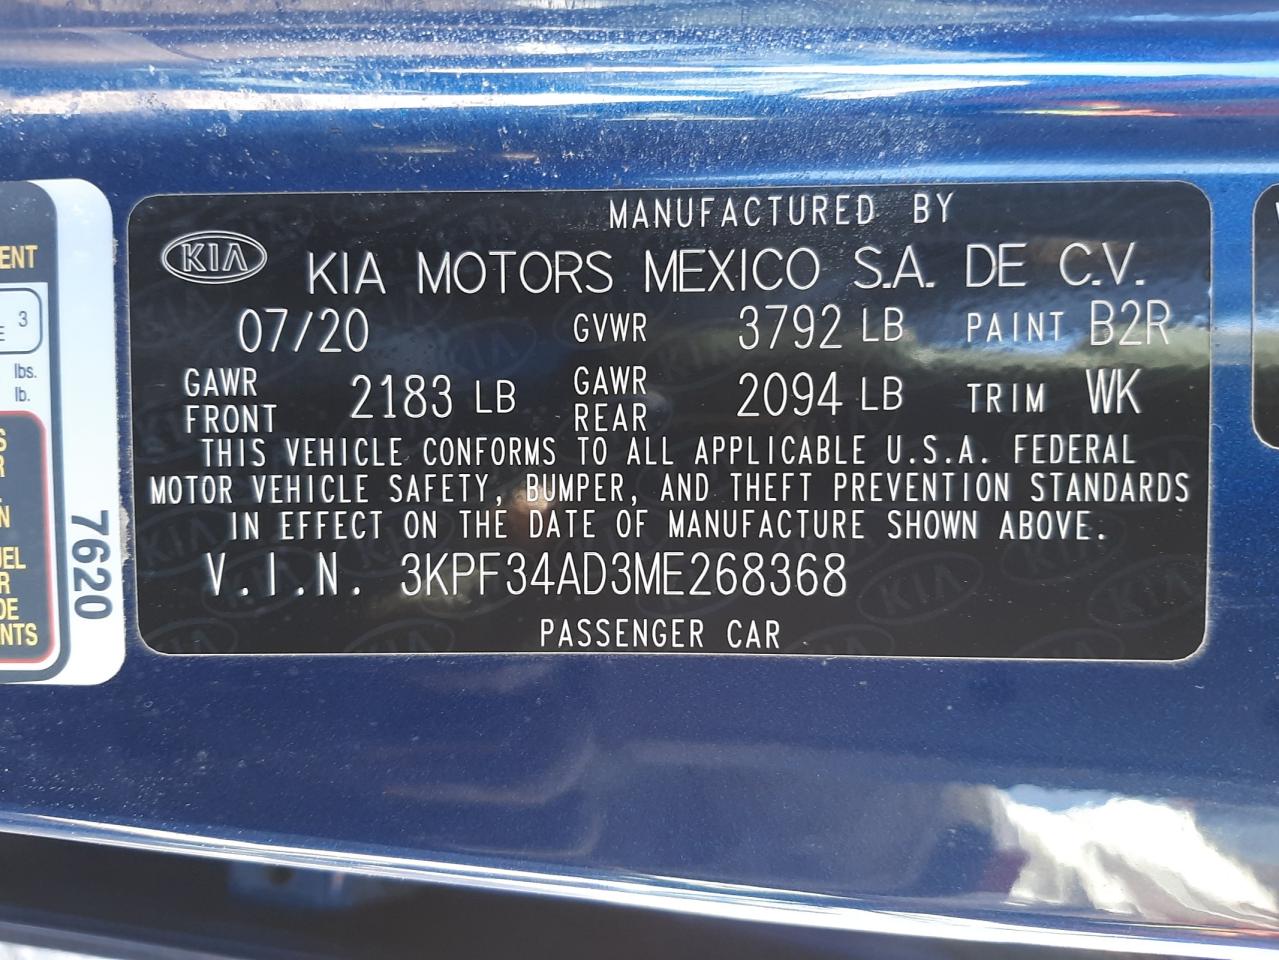 MANUFACTURED BY
KIA
KIA MOTORS MEXICO S.A. DE C.V.
07/20 GVWR 3792 LB PAINT B2R
GAWR FRONT 2183 LB GAWR REAR 2094 LB TRIM WK
THIS VEHICLE CONFORMS TO ALL APPLICABLE U.S.A. FEDERAL
MOTOR VEHICLE SAFETY, BUMPER, AND THEFT PREVENTION STANDARDS
IN EFFECT ON THE DATE OF MANUFACTURE SHOWN ABOVE.
V.I.N. 3KPF34AD3ME268368
PASSENGER CAR
3
lbs.
lb.
7620